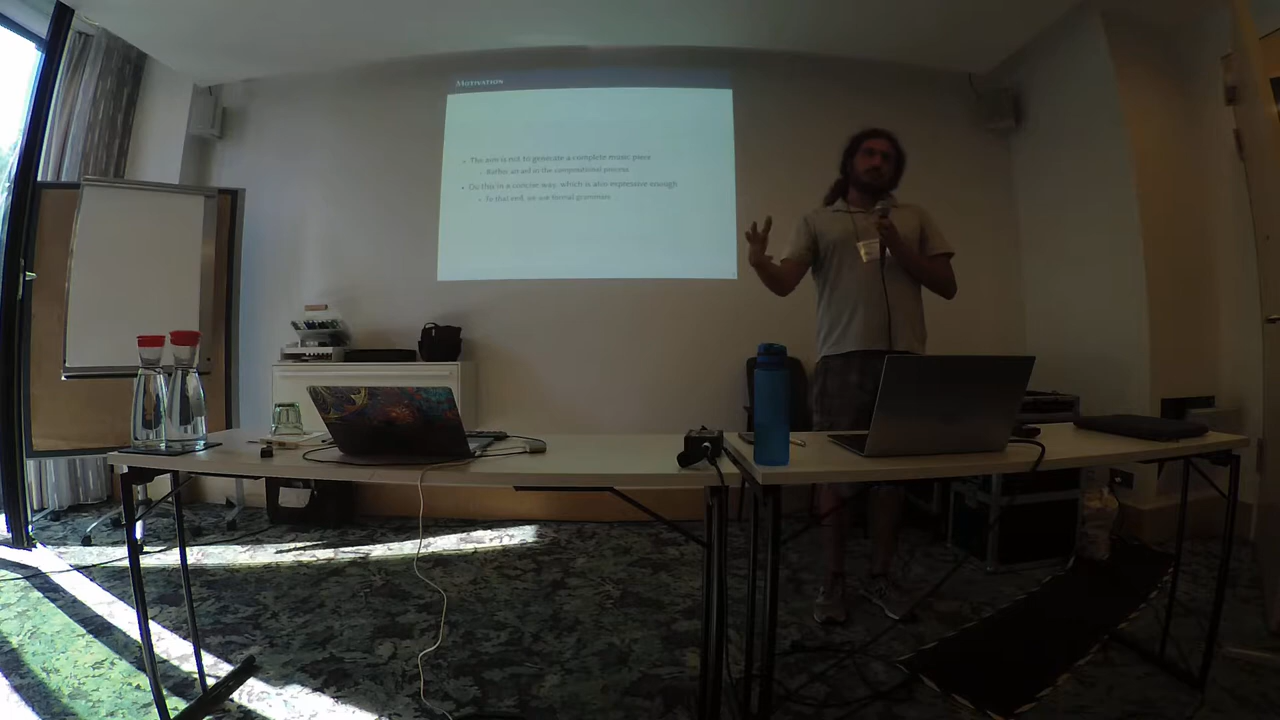 Motivation
The aim is not to generate a complete music piece
Rather an aid in the compositional process
Do this in a concise way, which is also expressive enough
To that end, we use formal grammars